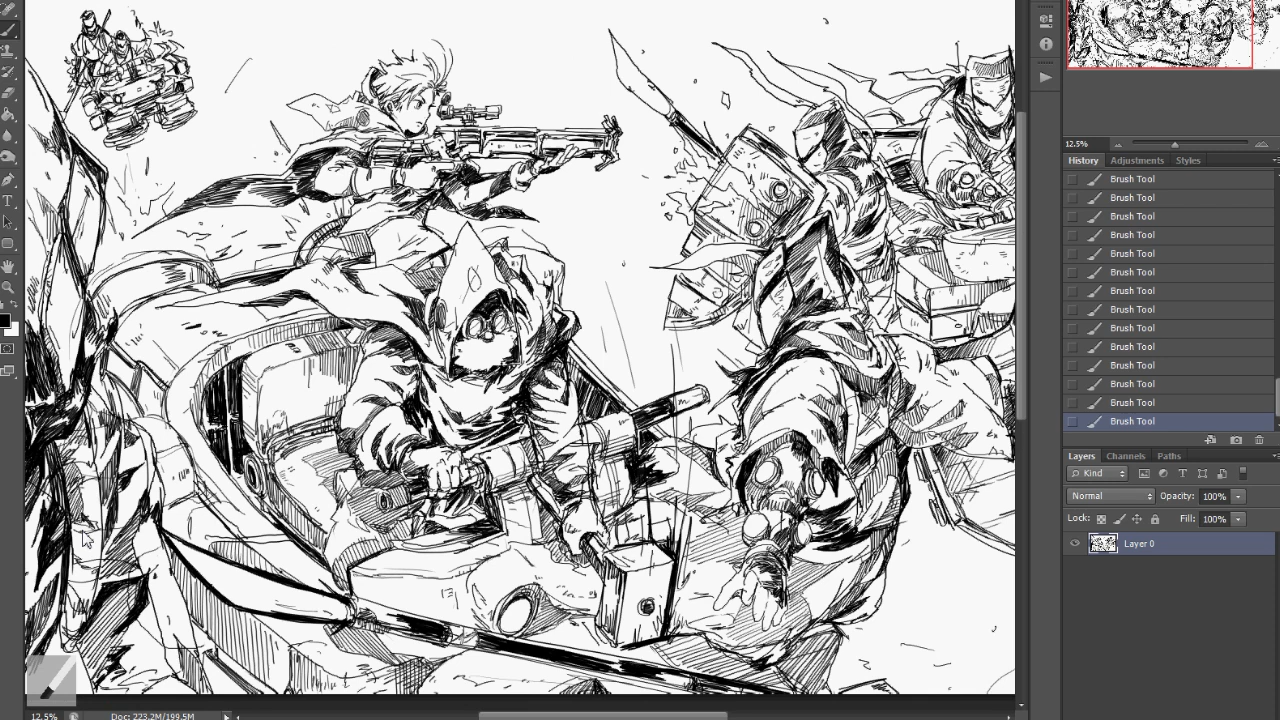 12.5%
History Adjustments Styles
Brush Tool
Brush Tool
Brush Tool
Brush Tool
Brush Tool
Brush Tool
Brush Tool
Brush Tool
Brush Tool
Brush Tool
Brush Tool
Brush Tool
Brush Tool
Brush Tool
Layers Channels Paths
Kind
Normal Opacity: 100%
Lock: Fill: 100%
Layer 0
12.5% Doc: 223.2M/199.5M